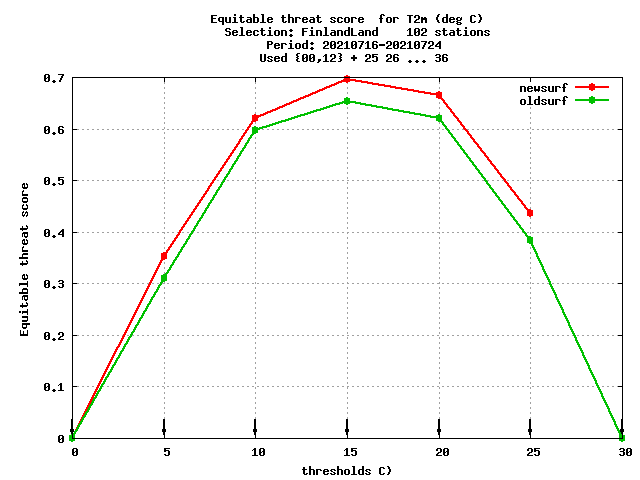 Equitable threat score  for T2m (deg C)
Selection: FinlandLand    102 stations
Period: 20210716-20210724
Used {00,12} + 25 26 ... 36
newsurf
oldsurf
0.7
0.6
0.5
0.4
0.3
0.2
0.1
0
Equitable threat score
0 5 10 15 20 25 30
thresholds C)